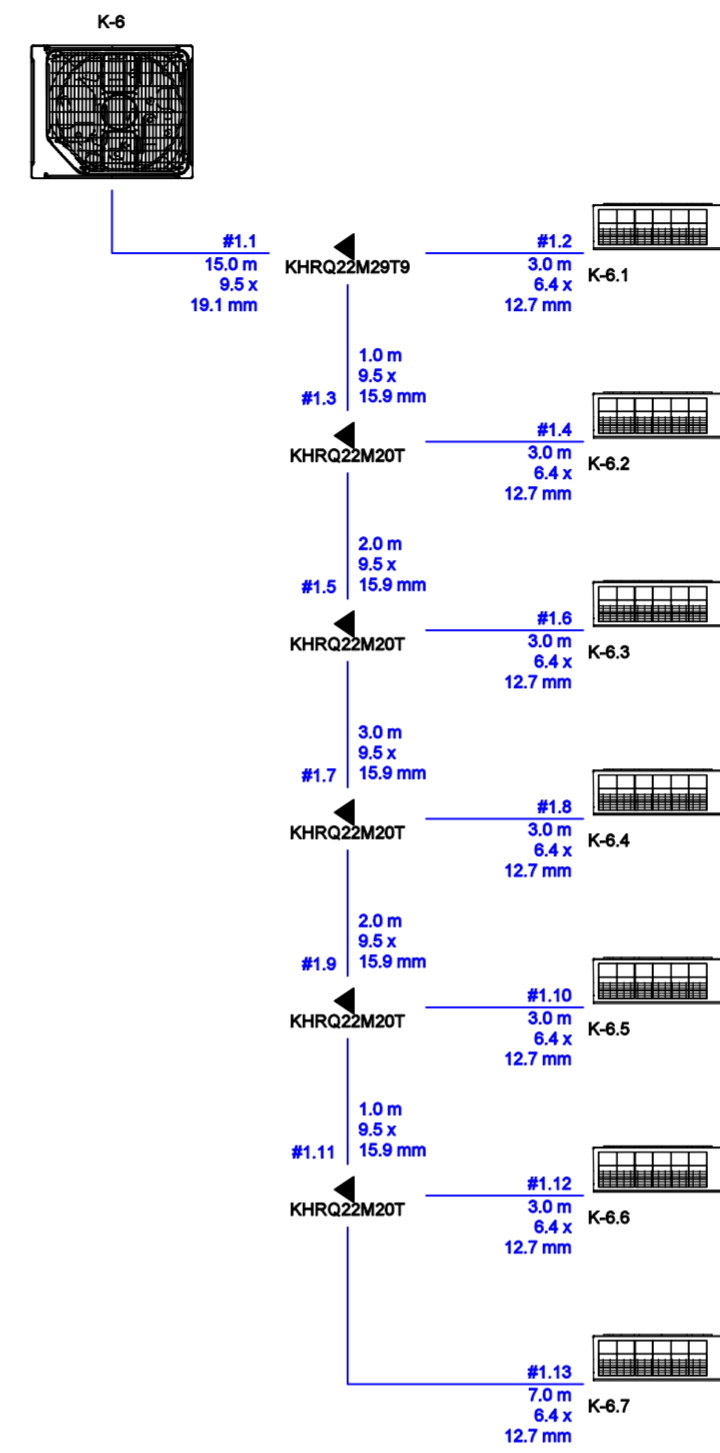 K-6
#1.1
15.0 m
9.5 x
19.1 mm
KHRQ22M29T9
#1.2
3.0 m
6.4 x
12.7 mm
K-6.1
#1.3
1.0 m
9.5 x
15.9 mm
KHRQ22M20T
#1.4
3.0 m
6.4 x
12.7 mm
K-6.2
#1.5
2.0 m
9.5 x
15.9 mm
KHRQ22M20T
#1.6
3.0 m
6.4 x
12.7 mm
K-6.3
#1.7
3.0 m
9.5 x
15.9 mm
KHRQ22M20T
#1.8
3.0 m
6.4 x
12.7 mm
K-6.4
#1.9
2.0 m
9.5 x
15.9 mm
KHRQ22M20T
#1.10
3.0 m
6.4 x
12.7 mm
K-6.5
#1.11
1.0 m
9.5 x
15.9 mm
KHRQ22M20T
#1.12
3.0 m
6.4 x
12.7 mm
K-6.6
#1.13
7.0 m
6.4 x
12.7 mm
K-6.7